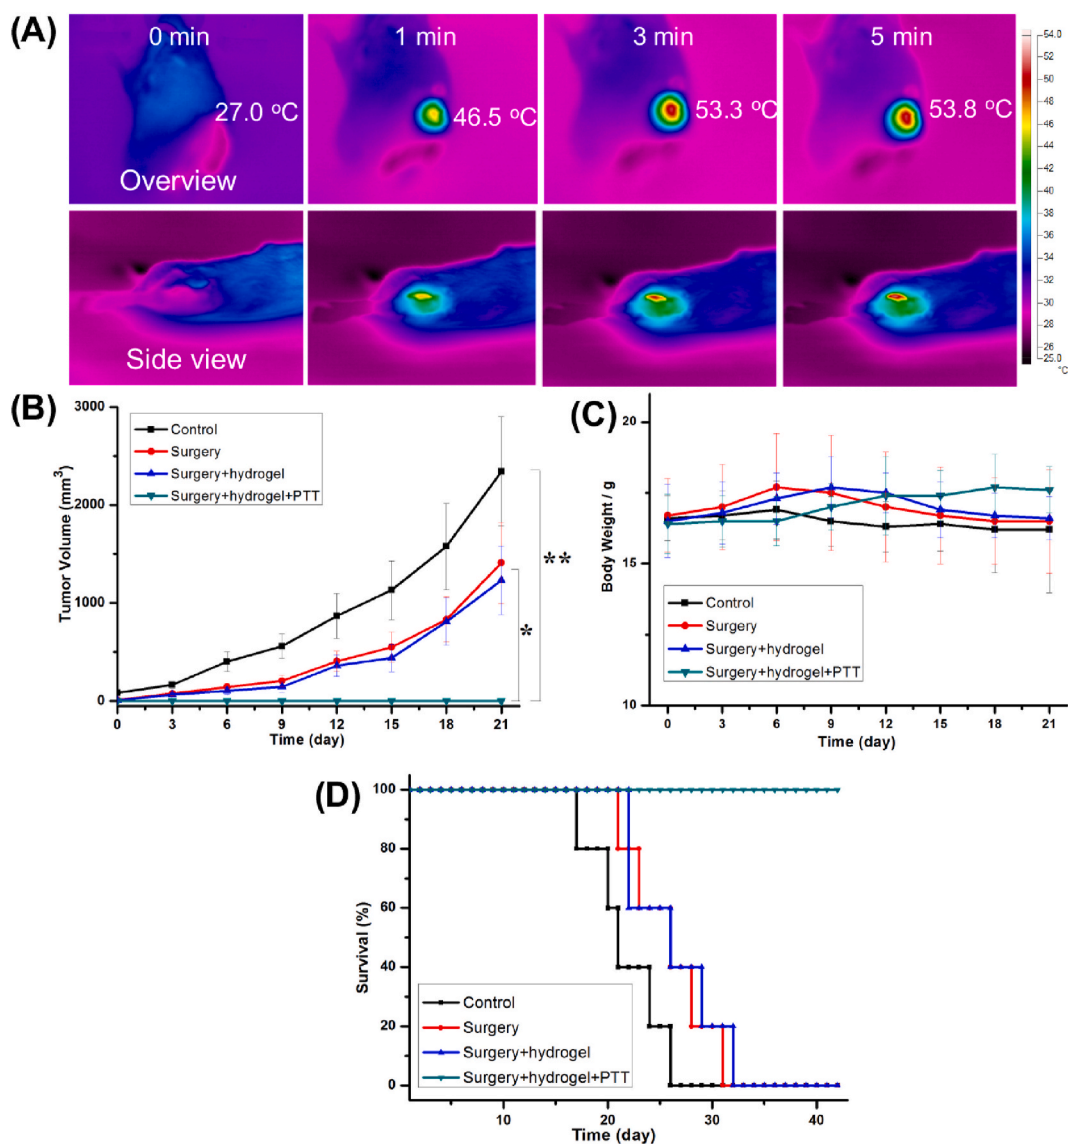 (A)
0 min
1 min
3 min
5 min
27.0 °C
46.5 °C
53.3 °C
53.8 °C
Overview
Side view
54.0
52
50
48
46
44
42
40
38
36
34
32
30
28
26
25.0
°C
(B)
3000
2000
1000
0
Tumor Volume (mm³)
Control
Surgery
Surgery+hydrogel
Surgery+hydrogel+PTT
**
*
0 3 6 9 12 15 18 21
Time (day)
(C)
20
15
10
Body Weight / g
Control
Surgery
Surgery+hydrogel
Surgery+hydrogel+PTT
0 3 6 9 12 15 18 21
Time (day)
(D)
100
80
60
40
20
0
Survival (%)
Control
Surgery
Surgery+hydrogel
Surgery+hydrogel+PTT
10 20 30 40
Time (day)